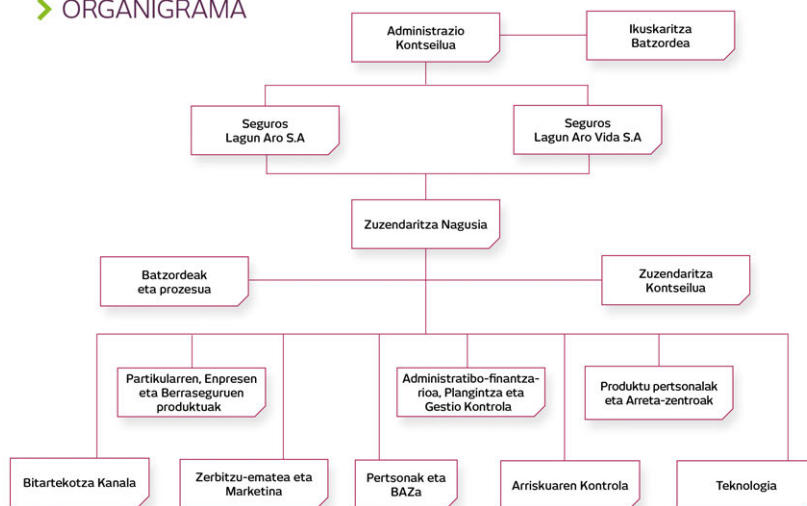 > ORGANIGRAMA
Administrazio
Kontseilua
Ikuskaritza
Batzordea
Seguros
Lagun Aro S.A
Seguros
Lagun Aro Vida S.A
Zuzendaritza Nagusia
Batzordeak
eta prozesua
Zuzendaritza
Kontseilua
Partikularren, Enpresen
eta Berraseguruen
produktuak
Administratibo-finantza-
rioa, Plangintza eta
Gestio Kontrola
Produktu pertsonalak
eta Arreta-zentroak
Bitartekotza Kanala
Zerbitzu-ematea eta
Marketina
Pertsonak eta
BAZa
Arriskuaren Kontrola
Teknologia